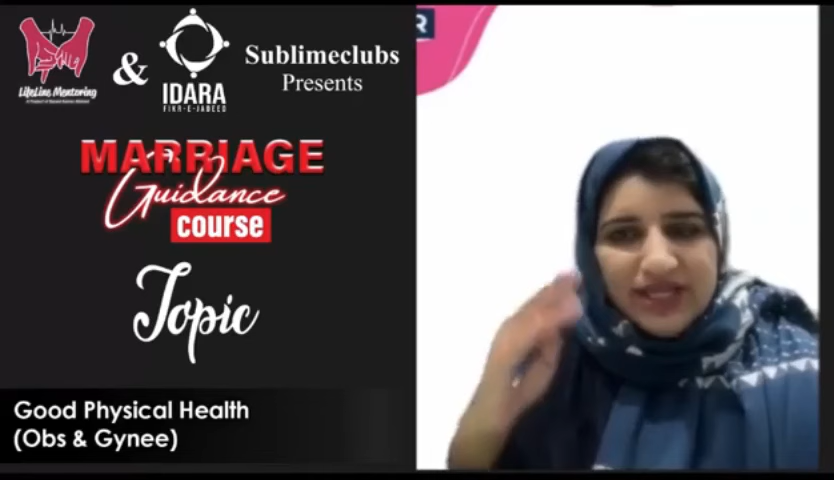 LifeLine Mentoring
&
IDARA
FIKR-E-JADEED
Sublimeclubs
Presents
MARRIAGE
Guidance
course
Topic
Good Physical Health
(Obs & Gynee)
R